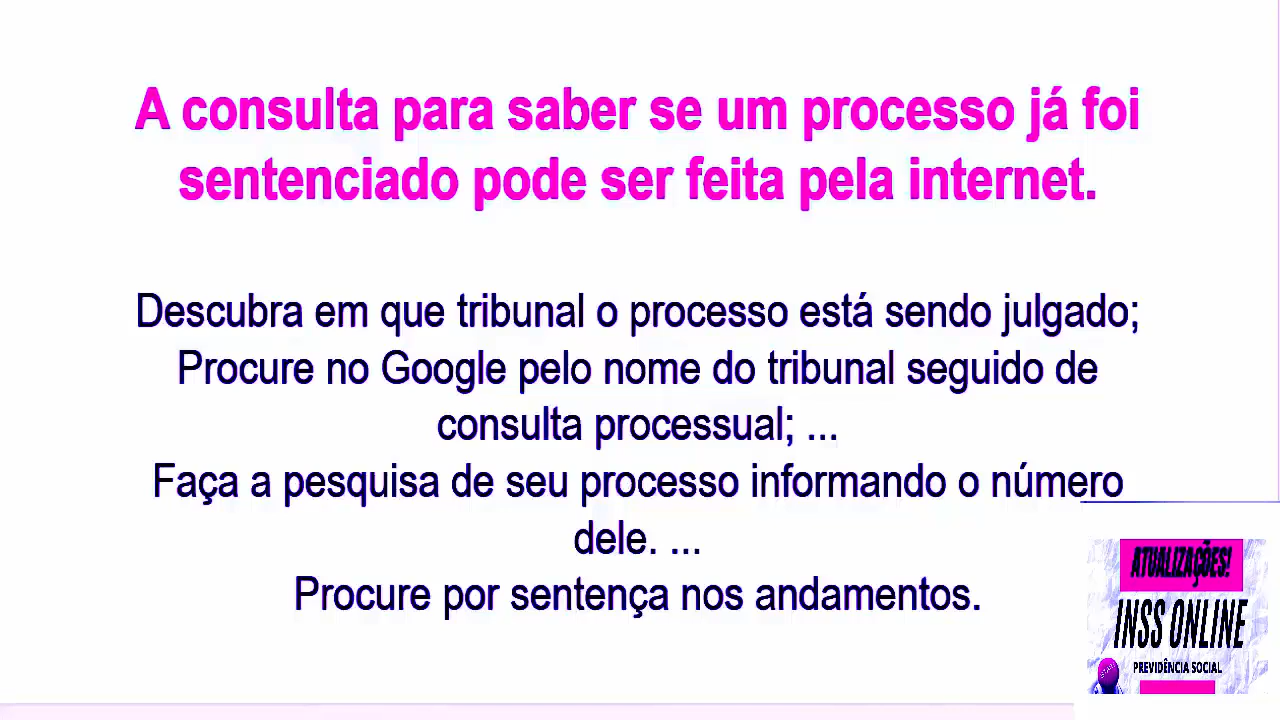 A consulta para saber se um processo já foi
sentenciado pode ser feita pela internet.
Descubra em que tribunal o processo está sendo julgado;
Procure no Google pelo nome do tribunal seguido de
consulta processual; ...
Faça a pesquisa de seu processo informando o número
dele. ...
Procure por sentença nos andamentos.
ATUALIZAÇÕES!
INSS ONLINE
PREVIDÊNCIA SOCIAL